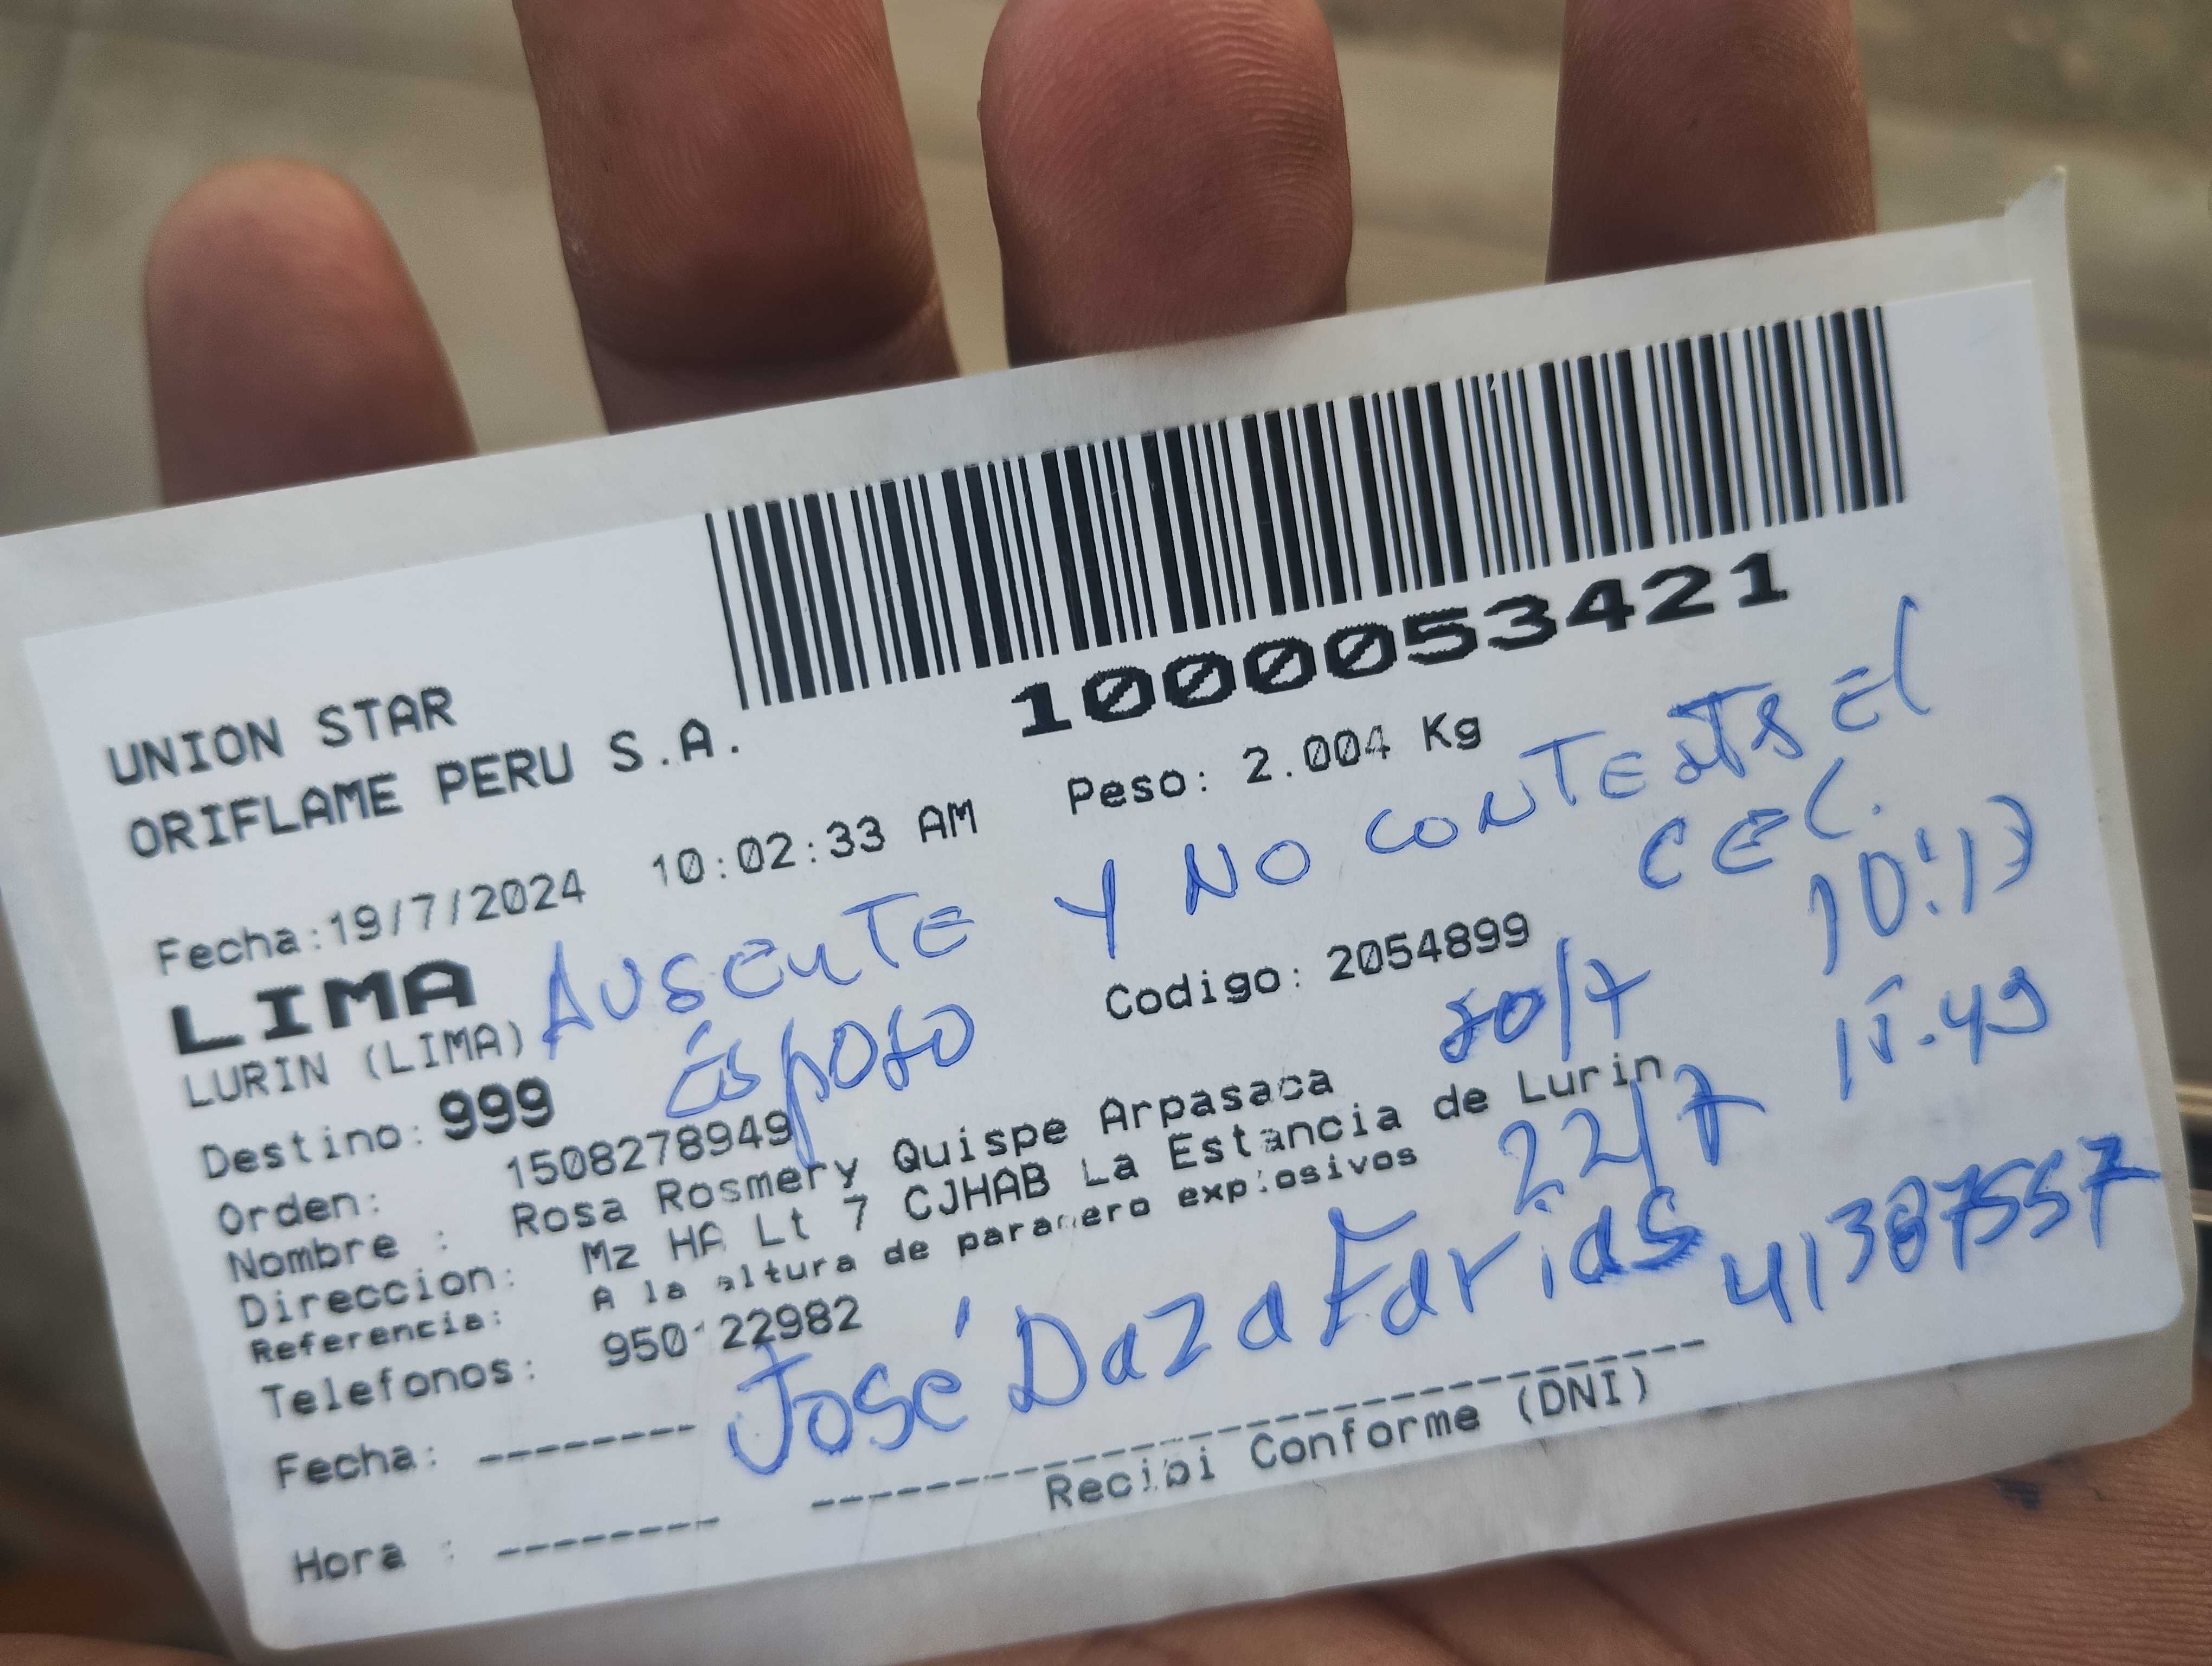 1000053421
UNION STAR
ORIFLAME PERU S.A.
Fecha:19/7/2024 10:02:33 AM Peso: 2.004 Kg
AUSENTE Y NO CONTESTA EL
CEL.
LIMA
LURIN (LIMA)
Codigo: 2054899
20/7 10:13
Esposo
Destino: 999
22/7 15.49
Orden: 1508278949
Nombre : Rosa Rosmery Quispe Arpasaca
Direccion: Mz HA Lt 7 CJHAB La Estancia de Lurin
Referencia: A la altura de paradero explosivos
Telefonos: 950 22982
José Daza Farias 41387557
Fecha: --------
Recibi Conforme (DNI)
Hora : --------